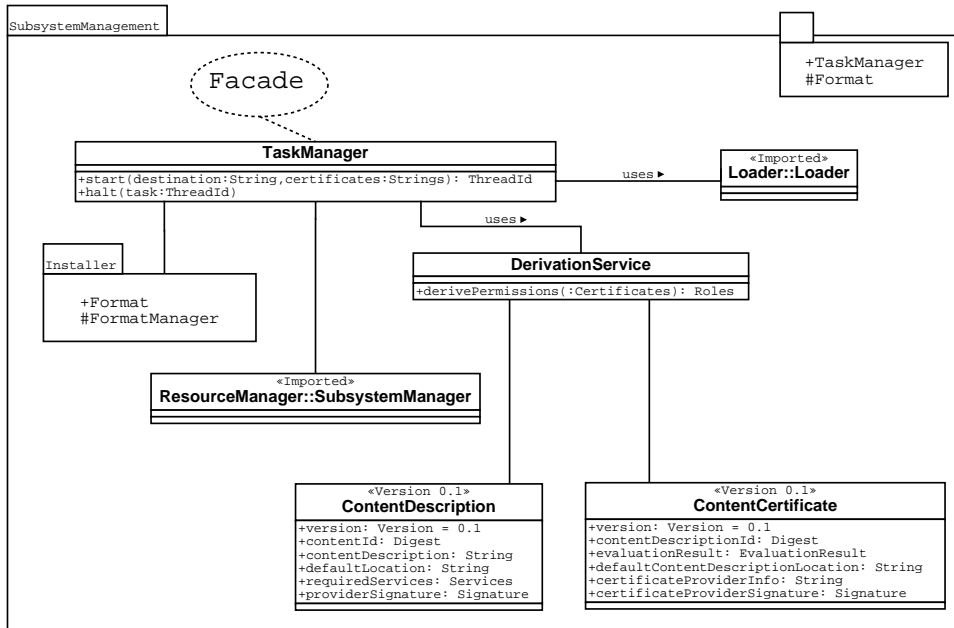 SubsystemManagement
+TaskManager
#Format
Facade
TaskManager
+start(destination:String,certificates:Strings): ThreadId
+halt(task:ThreadId)
uses ►
«Imported»
Loader::Loader
uses ►
Installer
+Format
#FormatManager
DerivationService
+derivePermissions(:Certificates): Roles
«Imported»
ResourceManager::SubsystemManager
«Version 0.1»
ContentDescription
+version: Version = 0.1
+contentId: Digest
+contentDescription: String
+defaultLocation: String
+requiredServices: Services
+providerSignature: Signature
«Version 0.1»
ContentCertificate
+version: Version = 0.1
+contentDescriptionId: Digest
+evaluationResult: EvaluationResult
+defaultContentDescriptionLocation: String
+certificateProviderInfo: String
+certificateProviderSignature: Signature